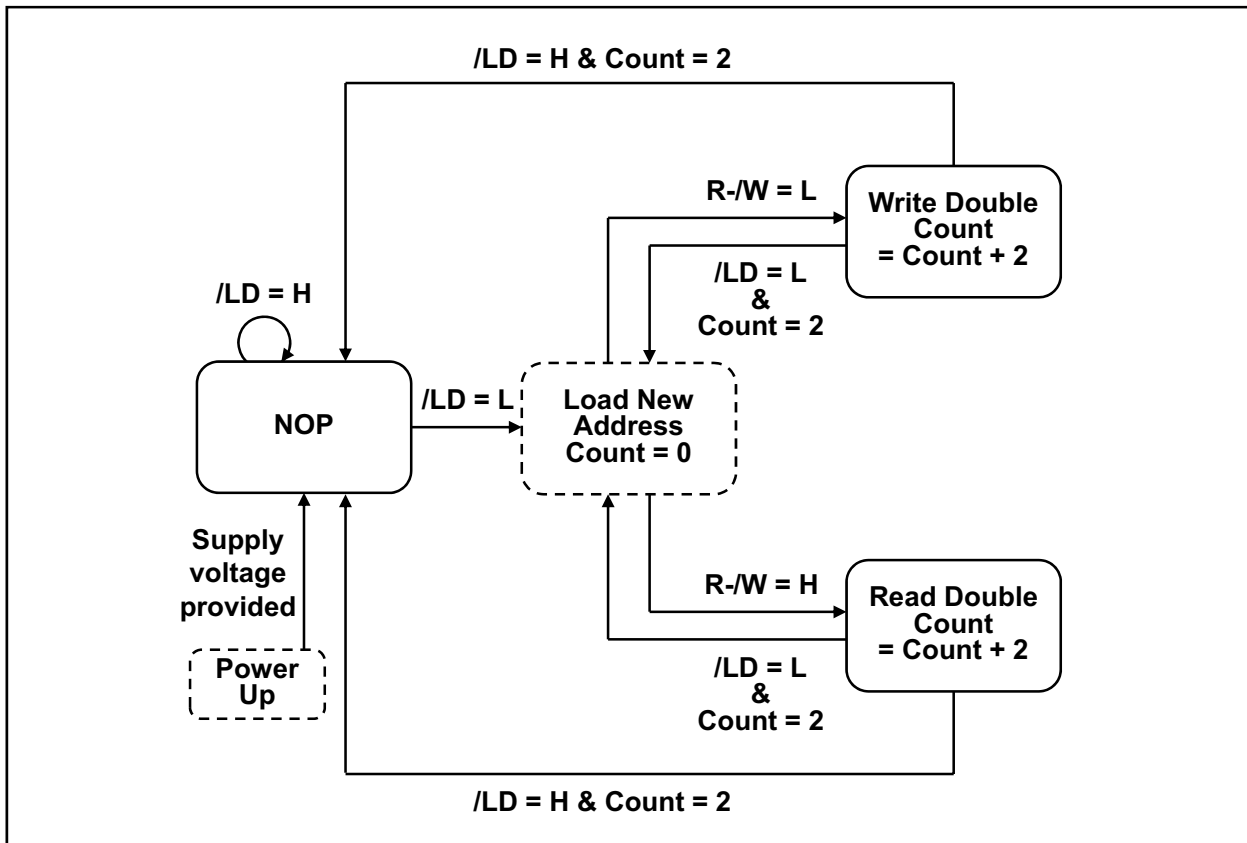 /LD = H & Count = 2
R-/W = L
Write Double
Count
= Count + 2
/LD = L
&
Count = 2
/LD = H
NOP
/LD = L
Load New
Address
Count = 0
Supply
voltage
provided
Power
Up
R-/W = H
Read Double
Count
= Count + 2
/LD = L
&
Count = 2
/LD = H & Count = 2